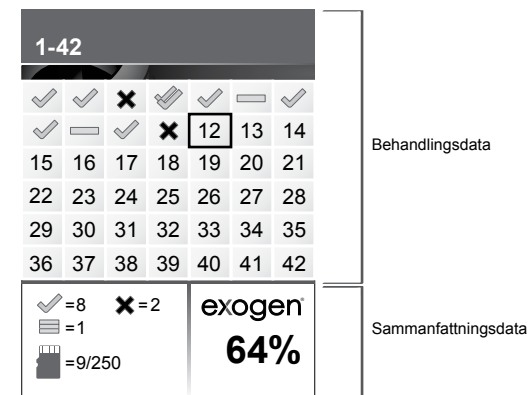 1-42
12 13 14
15 16 17 18 19 20 21
22 23 24 25 26 27 28
29 30 31 32 33 34 35
36 37 38 39 40 41 42
=8 =2
=1
=9/250
exogen
64%
Behandlingsdata
Sammanfattningsdata